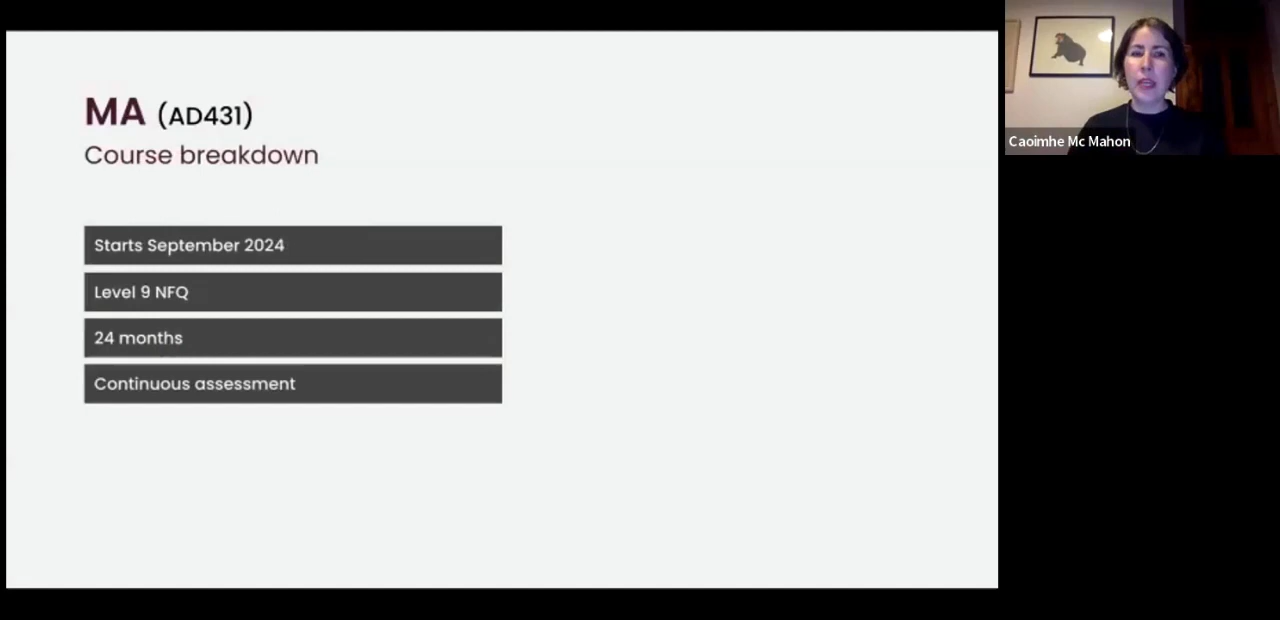 MA (AD431)
Course breakdown
Starts September 2024
Level 9 NFQ
24 months
Continuous assessment
Caoimhe Mc Mahon